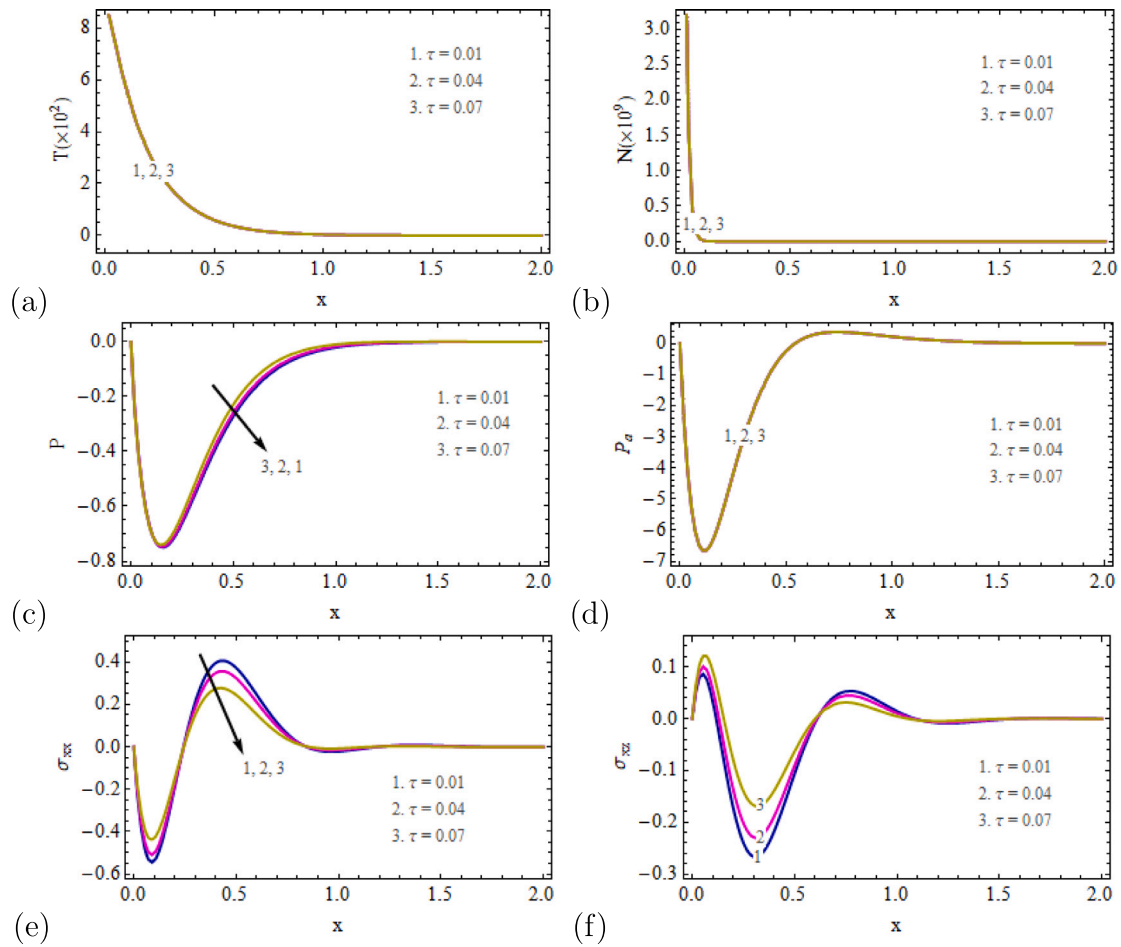 8
6
4
2
0
T(×10²)
1. τ = 0.01
2. τ = 0.04
3. τ = 0.07
1, 2, 3
0.0 0.5 1.0 1.5 2.0
x
(a)
3.0
2.5
2.0
1.5
1.0
0.5
0.0
N(×10⁹)
1. τ = 0.01
2. τ = 0.04
3. τ = 0.07
1, 2, 3
0.0 0.5 1.0 1.5 2.0
x
(b)
0.0
−0.2
−0.4
−0.6
−0.8
P
1. τ = 0.01
2. τ = 0.04
3. τ = 0.07
3, 2, 1
0.0 0.5 1.0 1.5 2.0
x
(c)
0
−1
−2
−3
−4
−5
−6
−7
Pₐ
1. τ = 0.01
2. τ = 0.04
3. τ = 0.07
1, 2, 3
0.0 0.5 1.0 1.5 2.0
x
(d)
0.4
0.2
0.0
−0.2
−0.4
−0.6
σxx
1, 2, 3
1. τ = 0.01
2. τ = 0.04
3. τ = 0.07
0.0 0.5 1.0 1.5 2.0
x
(e)
0.1
0.0
−0.1
−0.2
−0.3
σxz
1. τ = 0.01
2. τ = 0.04
3. τ = 0.07
3
2
1
0.0 0.5 1.0 1.5 2.0
x
(f)